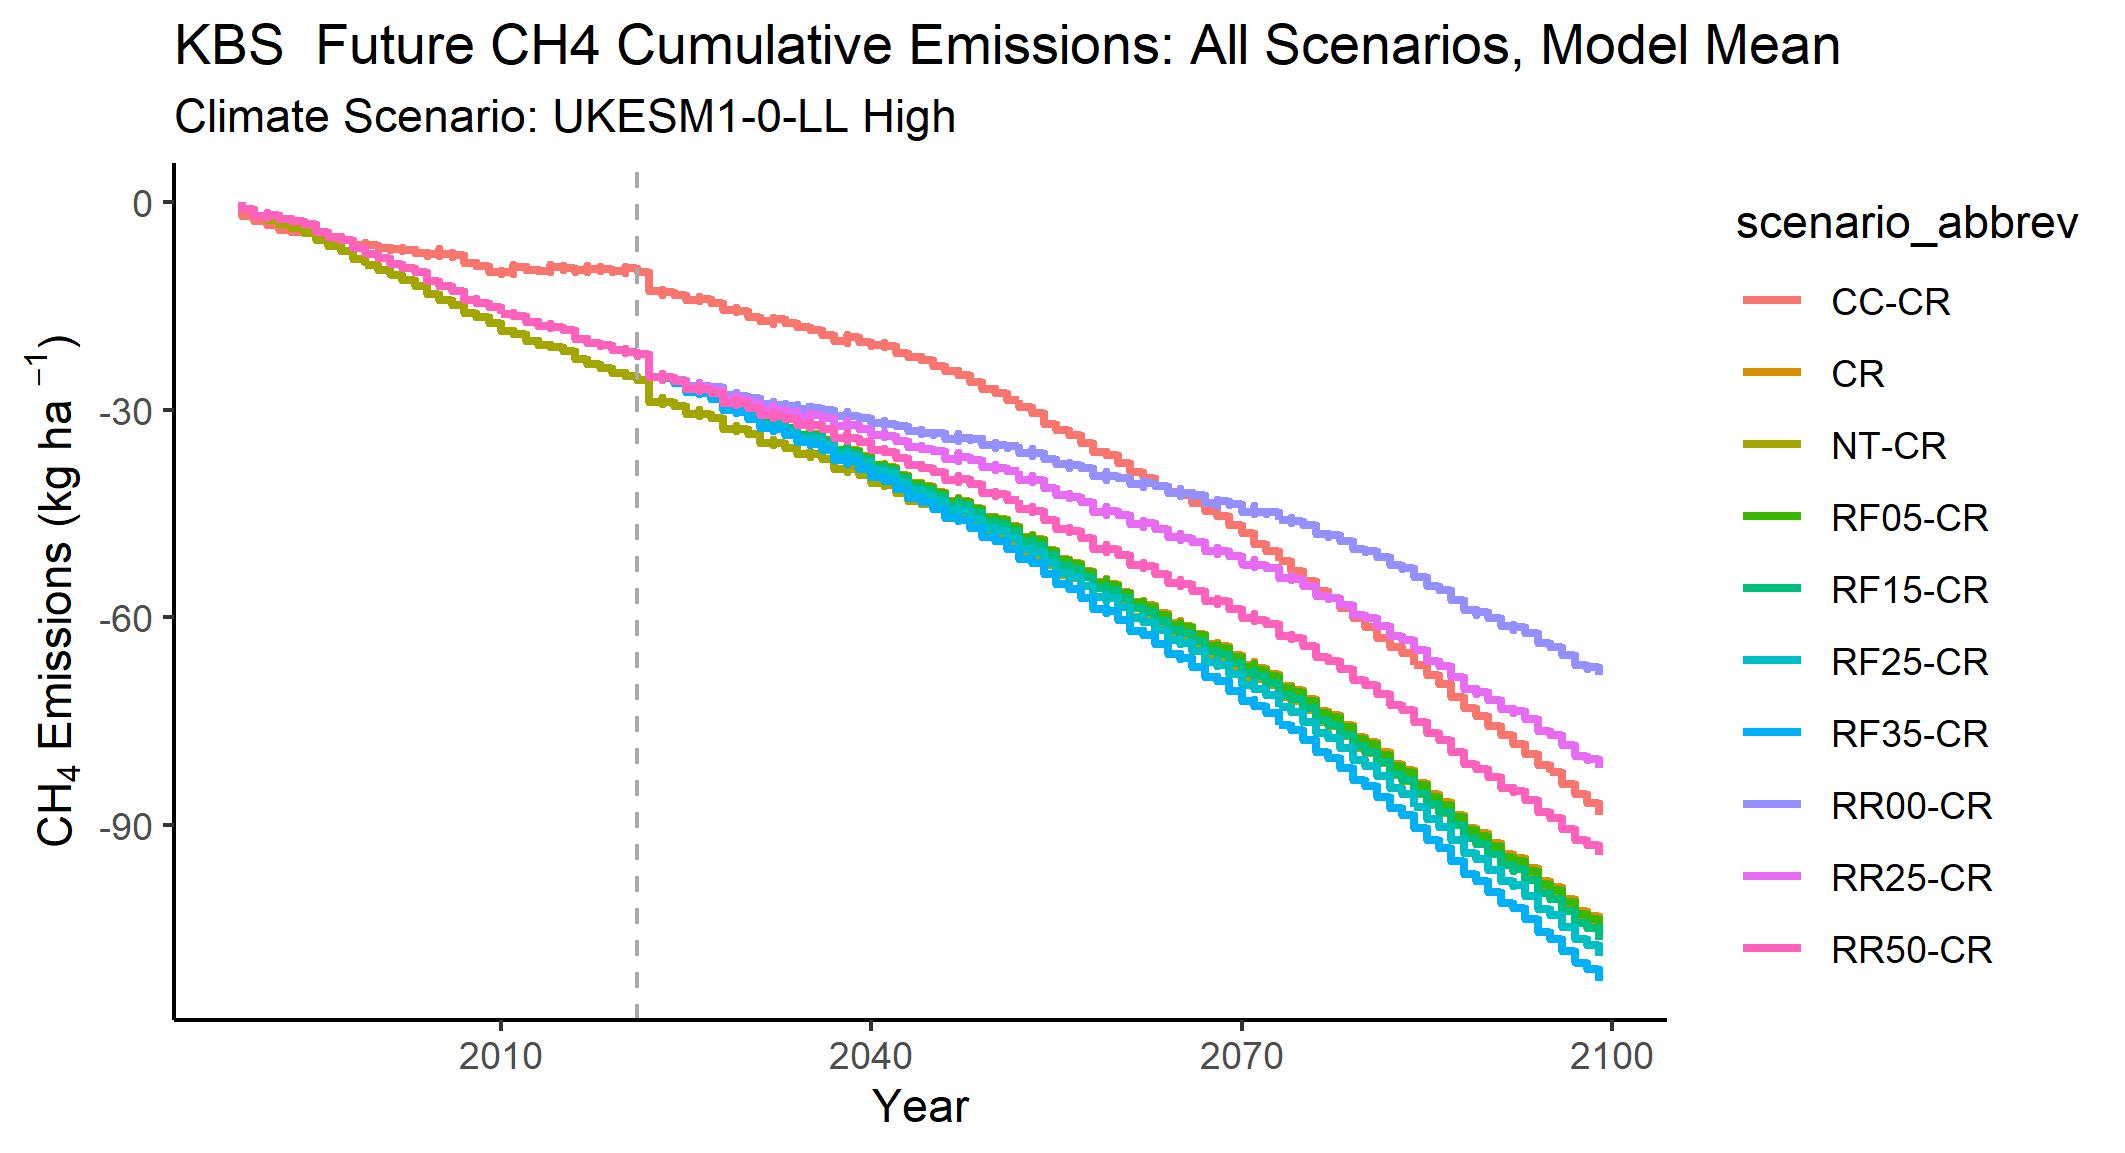 KBS  Future CH4 Cumulative Emissions: All Scenarios, Model Mean
Climate Scenario: UKESM1-0-LL High
CH₄ Emissions (kg ha ⁻¹)
0
-30
-60
-90
2010
2040
2070
2100
Year
scenario_abbrev
CC-CR
CR
NT-CR
RF05-CR
RF15-CR
RF25-CR
RF35-CR
RR00-CR
RR25-CR
RR50-CR